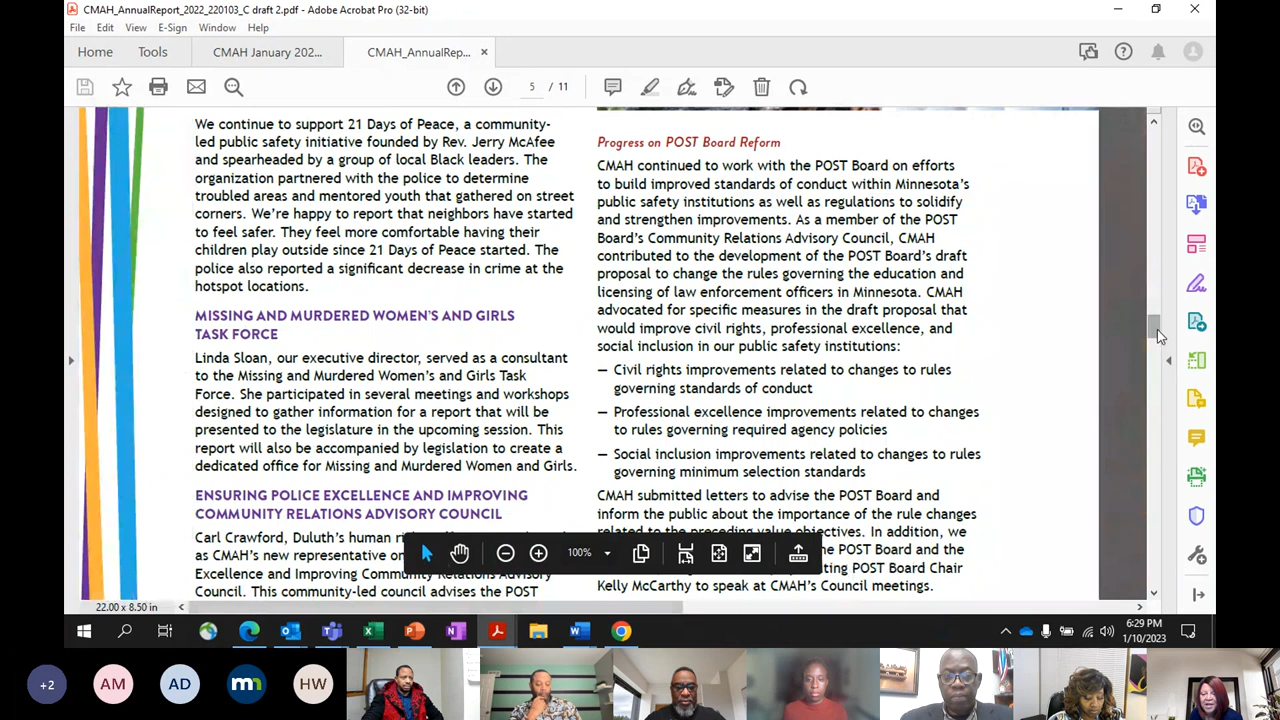 CMAH_AnnualReport_2022_220103_C draft 2.pdf - Adobe Acrobat Pro (32-bit)
File Edit View E-Sign Window Help
Home Tools CMAH January 202... CMAH_AnnualRep... ×
5 / 11
We continue to support 21 Days of Peace, a community-
led public safety initiative founded by Rev. Jerry McAfee
and spearheaded by a group of local Black leaders. The
organization partnered with the police to determine
troubled areas and mentored youth that gathered on street
corners. We're happy to report that neighbors have started
to feel safer. They feel more comfortable having their
children play outside since 21 Days of Peace started. The
police also reported a significant decrease in crime at the
hotspot locations.
MISSING AND MURDERED WOMEN'S AND GIRLS
TASK FORCE
Linda Sloan, our executive director, served as a consultant
to the Missing and Murdered Women's and Girls Task
Force. She participated in several meetings and workshops
designed to gather information for a report that will be
presented to the legislature in the upcoming session. This
report will also be accompanied by legislation to create a
dedicated office for Missing and Murdered Women and Girls.
ENSURING POLICE EXCELLENCE AND IMPROVING
COMMUNITY RELATIONS ADVISORY COUNCIL
Carl Crawford, Duluth's human
as CMAH's new representative on
Excellence and Improving Community Relations Advisory
Council. This community-led council advises the POST
Progress on POST Board Reform
CMAH continued to work with the POST Board on efforts
to build improved standards of conduct within Minnesota's
public safety institutions as well as regulations to solidify
and strengthen improvements. As a member of the POST
Board's Community Relations Advisory Council, CMAH
contributed to the development of the POST Board's draft
proposal to change the rules governing the education and
licensing of law enforcement officers in Minnesota. CMAH
advocated for specific measures in the draft proposal that
would improve civil rights, professional excellence, and
social inclusion in our public safety institutions:
— Civil rights improvements related to changes to rules
governing standards of conduct
— Professional excellence improvements related to changes
to rules governing required agency policies
— Social inclusion improvements related to changes to rules
governing minimum selection standards
CMAH submitted letters to advise the POST Board and
inform the public about the importance of the rule changes
related to the preceding value objectives. In addition, we
the POST Board and the
POST Board Chair
Kelly McCarthy to speak at CMAH's Council meetings.
100%
22.00 x 8.50 in
6:29 PM
1/10/2023
+2 AM AD mn HW